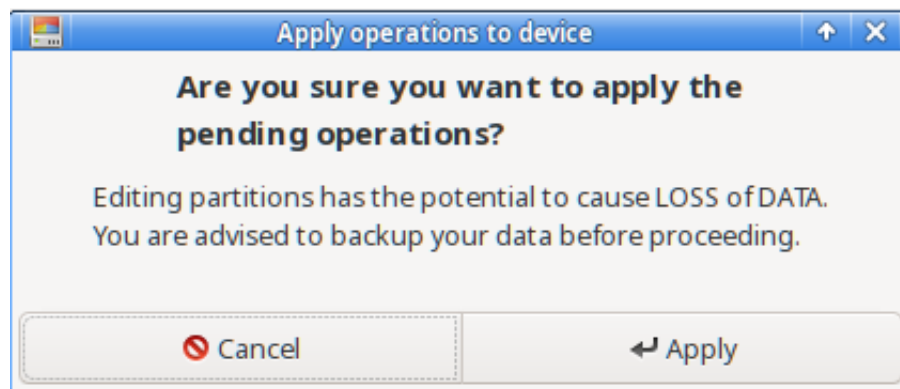 Apply operations to device
Are you sure you want to apply the
pending operations?
Editing partitions has the potential to cause LOSS of DATA.
You are advised to backup your data before proceeding.
Cancel
Apply